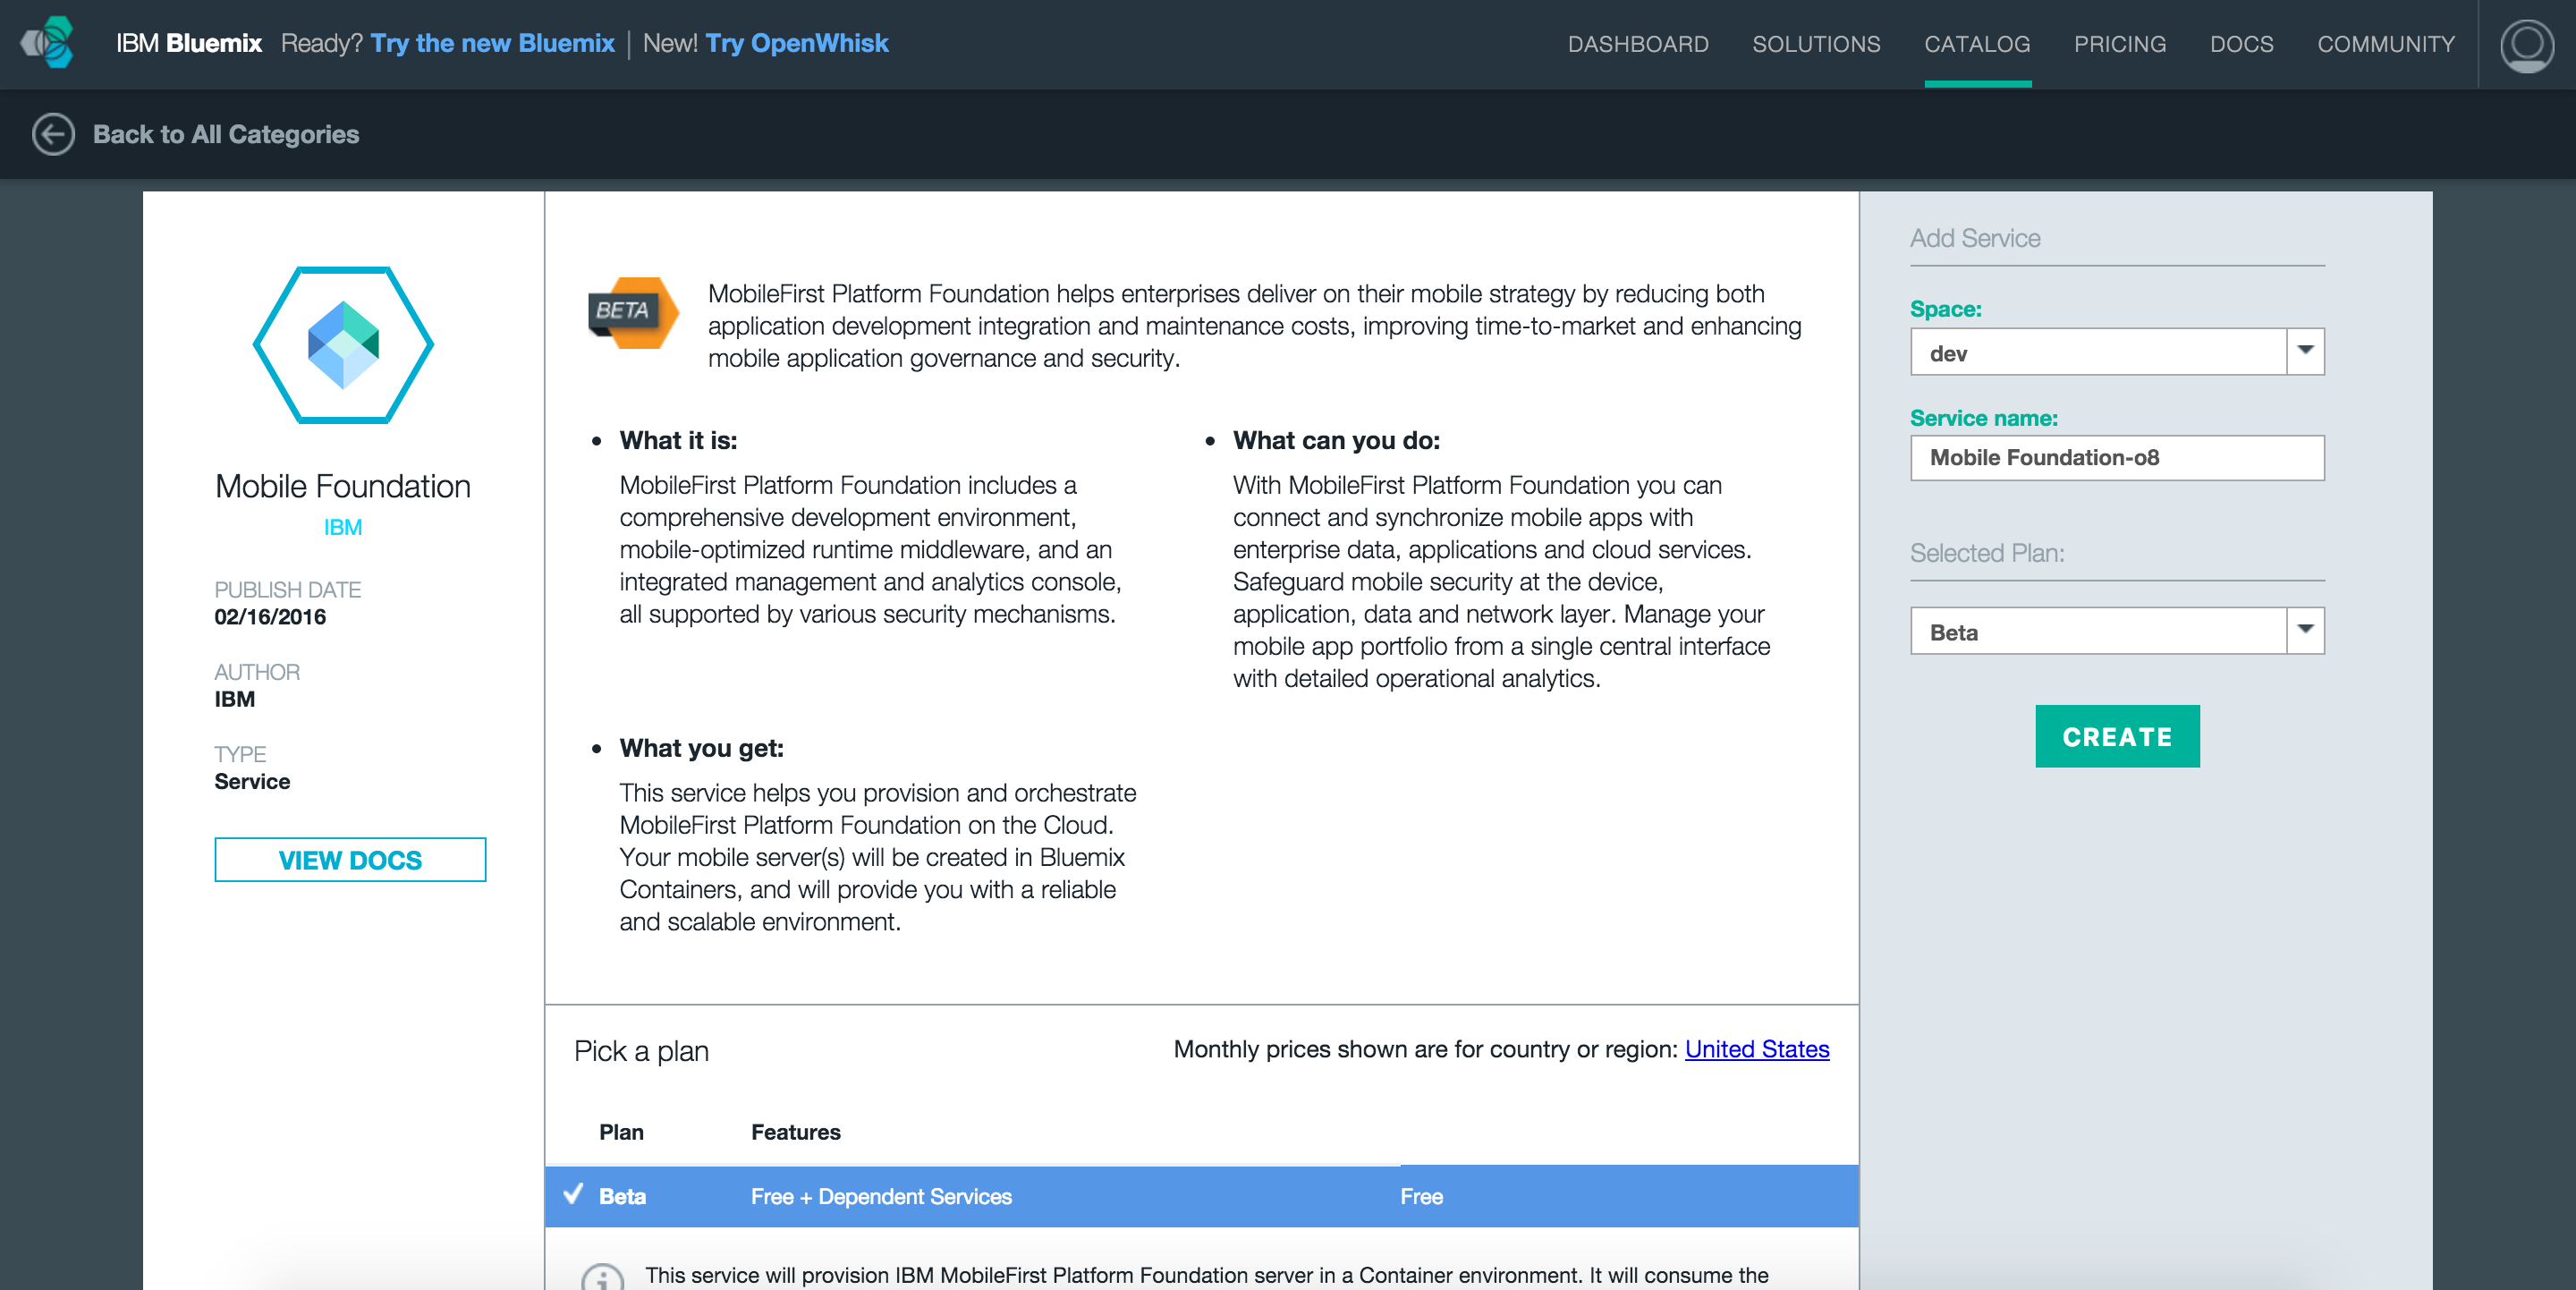 IBM Bluemix Ready? Try the new Bluemix | New! Try OpenWhisk
DASHBOARD SOLUTIONS CATALOG PRICING DOCS COMMUNITY
Back to All Categories
Mobile Foundation
IBM
PUBLISH DATE
02/16/2016
AUTHOR
IBM
TYPE
Service
VIEW DOCS
BETA
MobileFirst Platform Foundation helps enterprises deliver on their mobile strategy by reducing both
application development integration and maintenance costs, improving time-to-market and enhancing
mobile application governance and security.
• What it is:
MobileFirst Platform Foundation includes a
comprehensive development environment,
mobile-optimized runtime middleware, and an
integrated management and analytics console,
all supported by various security mechanisms.
• What can you do:
With MobileFirst Platform Foundation you can
connect and synchronize mobile apps with
enterprise data, applications and cloud services.
Safeguard mobile security at the device,
application, data and network layer. Manage your
mobile app portfolio from a single central interface
with detailed operational analytics.
• What you get:
This service helps you provision and orchestrate
MobileFirst Platform Foundation on the Cloud.
Your mobile server(s) will be created in Bluemix
Containers, and will provide you with a reliable
and scalable environment.
Pick a plan
Monthly prices shown are for country or region: United States
Plan Features
Beta Free + Dependent Services Free
This service will provision IBM MobileFirst Platform Foundation server in a Container environment. It will consume the
Add Service
Space:
dev
Service name:
Mobile Foundation-o8
Selected Plan:
Beta
CREATE